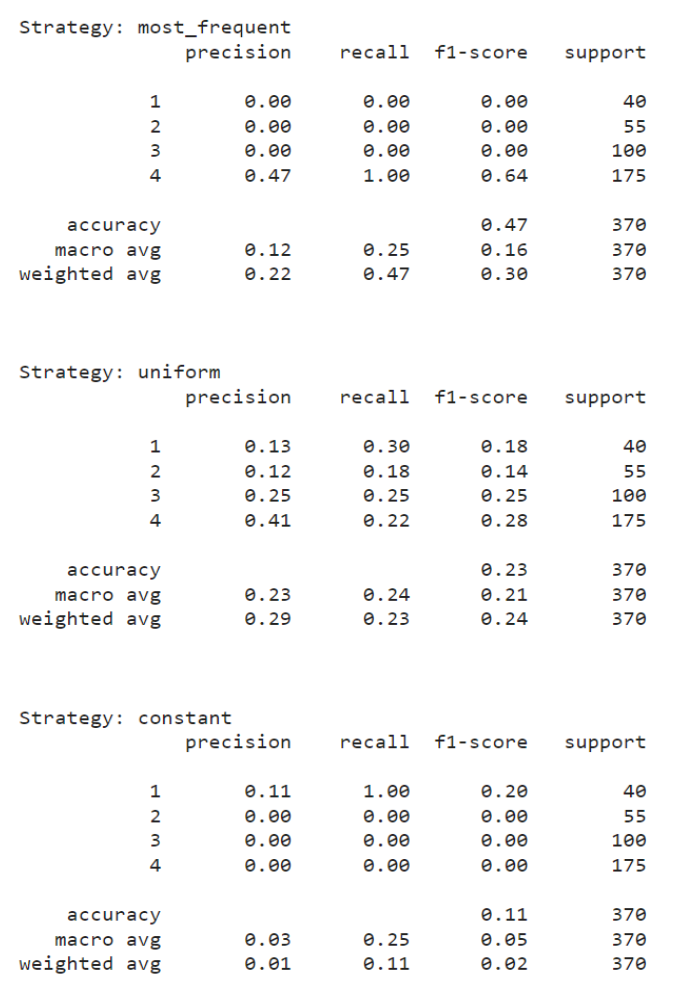 Strategy: most_frequent
precision recall f1-score support
1 0.00 0.00 0.00 40
2 0.00 0.00 0.00 55
3 0.00 0.00 0.00 100
4 0.47 1.00 0.64 175
accuracy 0.47 370
macro avg 0.12 0.25 0.16 370
weighted avg 0.22 0.47 0.30 370
Strategy: uniform
precision recall f1-score support
1 0.13 0.30 0.18 40
2 0.12 0.18 0.14 55
3 0.25 0.25 0.25 100
4 0.41 0.22 0.28 175
accuracy 0.23 370
macro avg 0.23 0.24 0.21 370
weighted avg 0.29 0.23 0.24 370
Strategy: constant
precision recall f1-score support
1 0.11 1.00 0.20 40
2 0.00 0.00 0.00 55
3 0.00 0.00 0.00 100
4 0.00 0.00 0.00 175
accuracy 0.11 370
macro avg 0.03 0.25 0.05 370
weighted avg 0.01 0.11 0.02 370